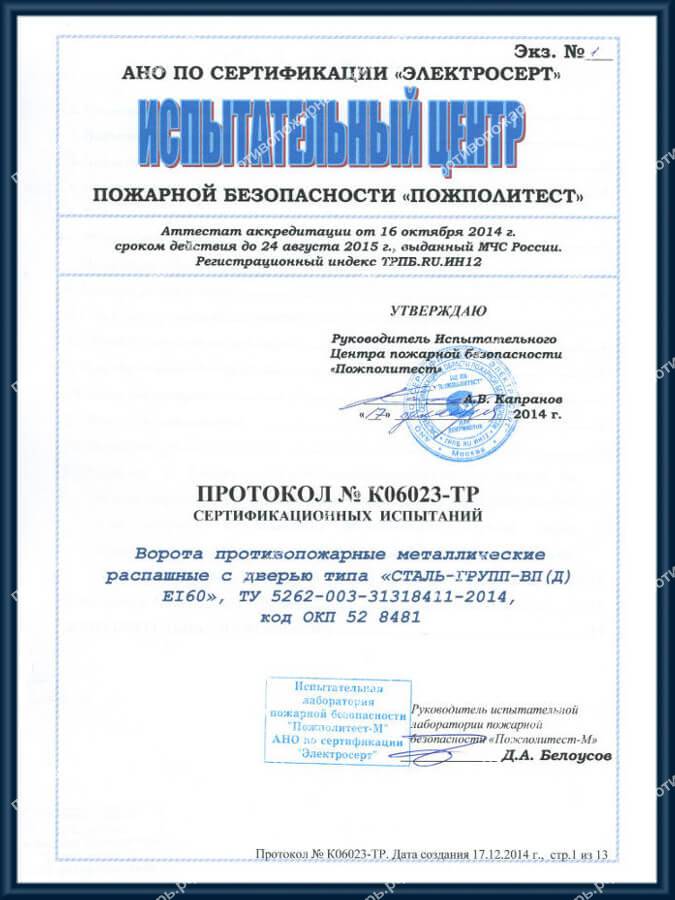 Экз. № 1
АНО ПО СЕРТИФИКАЦИИ «ЭЛЕКТРОСЕРТ»
ИСПЫТАТЕЛЬНЫЙ ЦЕНТР
ПОЖАРНОЙ БЕЗОПАСНОСТИ «ПОЖПОЛИТЕСТ»
Аттестат аккредитации от 16 октября 2014 г.
сроком действия до 24 августа 2015 г., выданный МЧС России.
Регистрационный индекс ТРПБ.RU.ИН12
УТВЕРЖДАЮ
Руководитель Испытательного
Центра пожарной безопасности
«Пожполитест»
А.В. Капранов
«17» декабря 2014 г.
ПРОТОКОЛ № К06023-ТР
СЕРТИФИКАЦИОННЫХ ИСПЫТАНИЙ
Ворота противопожарные металлические
распашные с дверью типа «СТАЛЬ-ГРУПП-ВП(Д)
EI60», ТУ 5262-003-31318411-2014,
код ОКП 52 8481
Испытательная
лаборатория
пожарной безопасности
"Пожполитест-М"
АНО по сертификации
"Электросерт"
Руководитель испытательной
лаборатории пожарной
безопасности «Пожполитест-М»
Д.А. Белоусов
Протокол № К06023-ТР. Дата создания 17.12.2014 г., стр.1 из 13